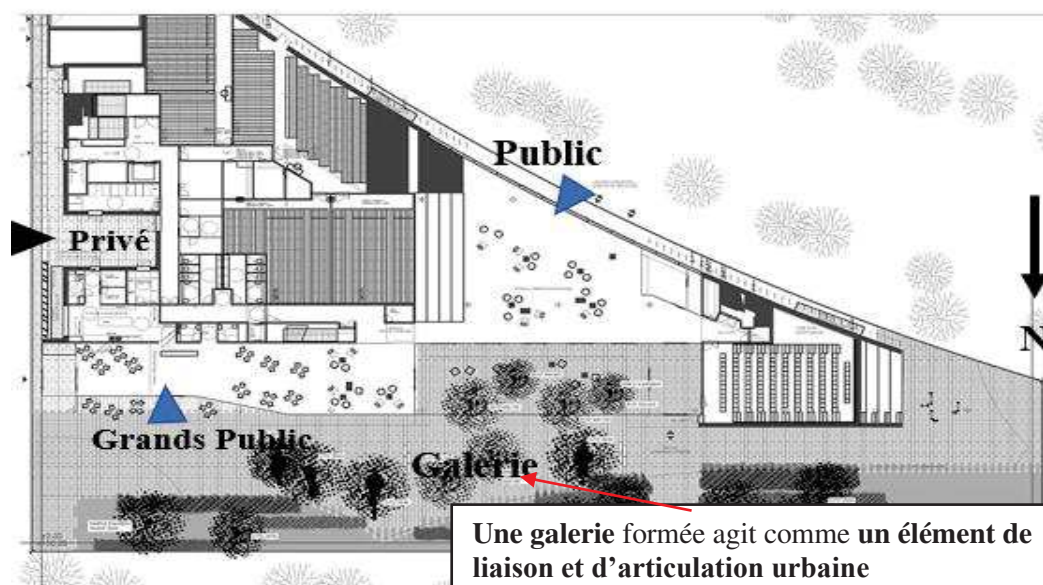 Public
Privé
N
Grands Public
Galerie
Une galerie formée agit comme un élément de
liaison et d'articulation urbaine